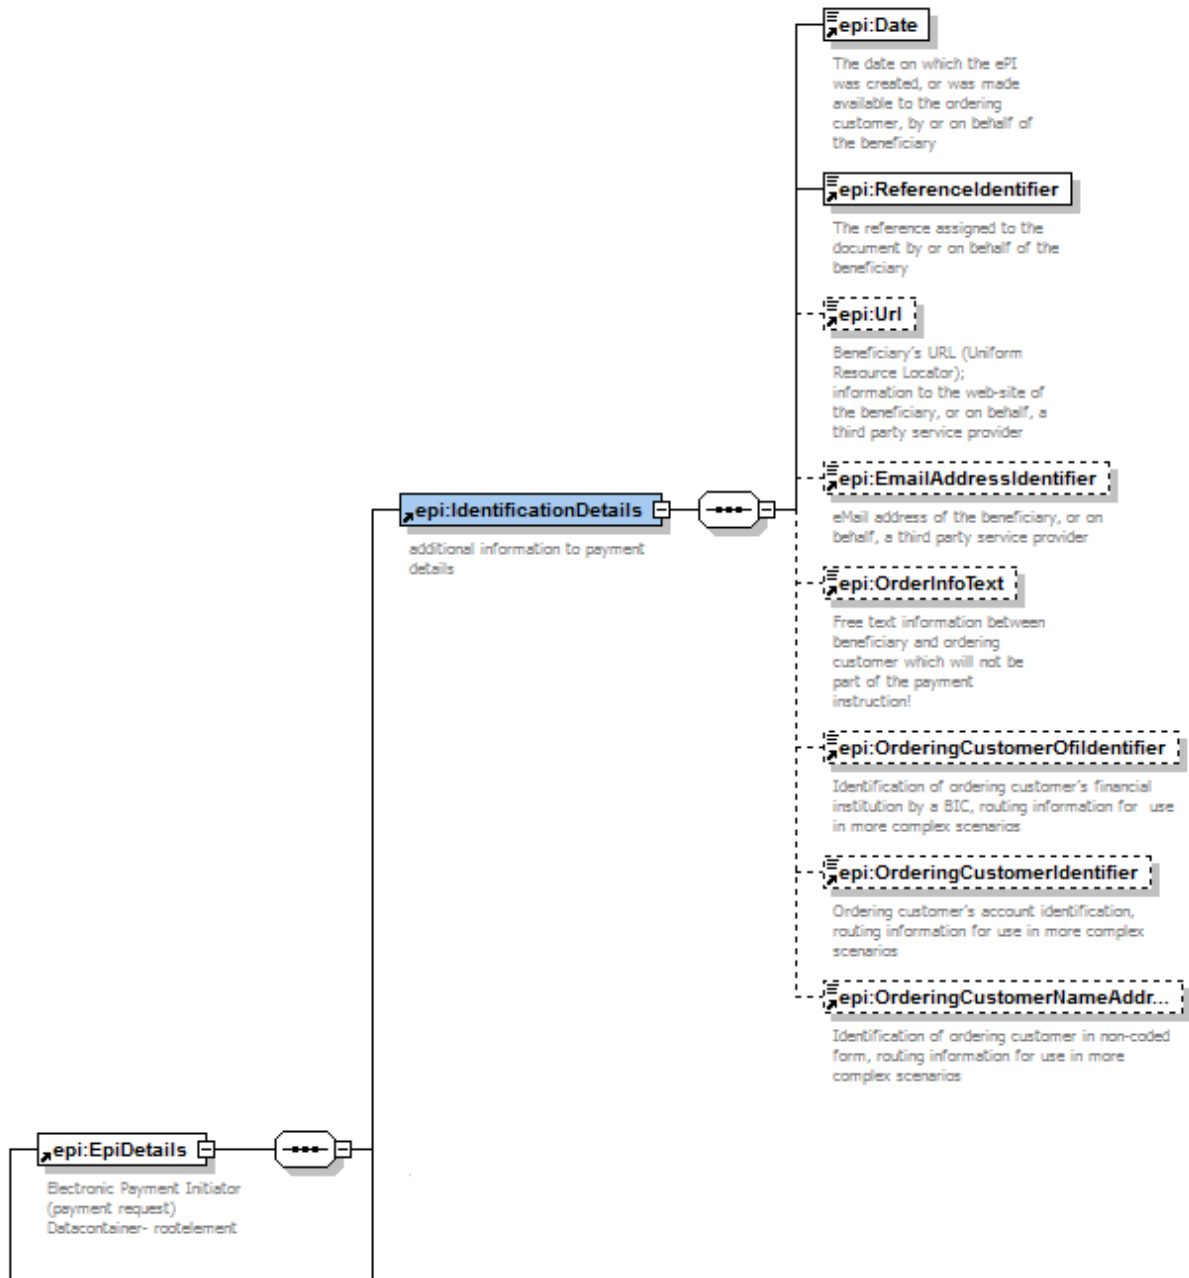 epi:Date
The date on which the ePI
was created, or was made
available to the ordering
customer, by or on behalf of
the beneficiary
epi:ReferenceIdentifier
The reference assigned to the
document by or on behalf of the
beneficiary
epi:Url
Beneficiary's URL (Uniform
Resource Locator);
information to the web-site of
the beneficiary, or on behalf, a
third party service provider
epi:EmailAddressIdentifier
eMail address of the beneficiary, or on
behalf, a third party service provider
epi:IdentificationDetails
additional information to payment
details
epi:OrderInfoText
Free text information between
beneficiary and ordering
customer which will not be
part of the payment
instruction!
epi:OrderingCustomerOfiIdentifier
Identification of ordering customer's financial
institution by a BIC, routing information for use
in more complex scenarios
epi:OrderingCustomerIdentifier
Ordering customer's account identification,
routing information for use in more complex
scenarios
epi:OrderingCustomerNameAddr...
Identification of ordering customer in non-coded
form, routing information for use in more
complex scenarios
epi:EpiDetails
Electronic Payment Initiator
(payment request)
Datacontainer- rootelement